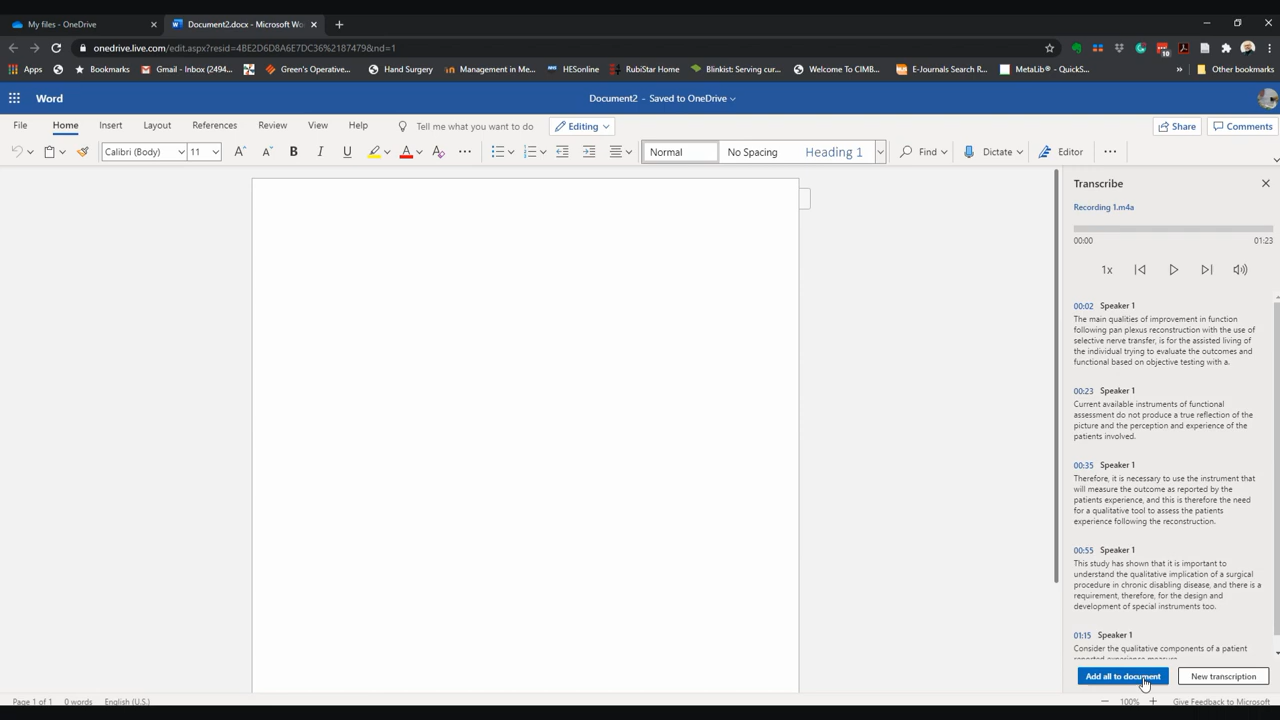 My files - OneDrive
Document2.docx - Microsoft Wo
onedrive.live.com/edit.aspx?resid=4BE2D6D8A6E7DC36%2187479&nd=1
10
Apps
Bookmarks
Gmail - Inbox (2494...
Green's Operative...
Hand Surgery
Management in Me...
HESonline
RubiStar Home
Blinkist: Serving cur...
Welcome To CIMB...
E-Journals Search R...
MetaLib® - QuickS...
»
Other bookmarks
Word
Document2 - Saved to OneDrive
File
Home
Insert
Layout
References
Review
View
Help
Tell me what you want to do
Editing
Share
Comments
Calibri (Body)
11
B
I
U
Normal
No Spacing
Heading 1
Find
Dictate
Editor
Transcribe
Recording 1.m4a
00:00
01:23
1x
00:02 Speaker 1
The main qualities of improvement in function
following pan plexus reconstruction with the use of
selective nerve transfer, is for the assisted living of
the individual trying to evaluate the outcomes and
functional based on objective testing with a.
00:23 Speaker 1
Current available instruments of functional
assessment do not produce a true reflection of the
picture and the perception and experience of the
patients involved.
00:35 Speaker 1
Therefore, it is necessary to use the instrument that
will measure the outcome as reported by the
patients experience, and this is therefore the need
for a qualitative tool to assess the patients
experience following the reconstruction.
00:55 Speaker 1
This study has shown that it is important to
understand the qualitative implication of a surgical
procedure in chronic disabling disease, and there is a
requirement, therefore, for the design and
development of special instruments too.
01:15 Speaker 1
Consider the qualitative components of a patient
reported experience measure.
Add all to document
New transcription
Page 1 of 1
0 words
English (U.S.)
100%
Give Feedback to Microsoft